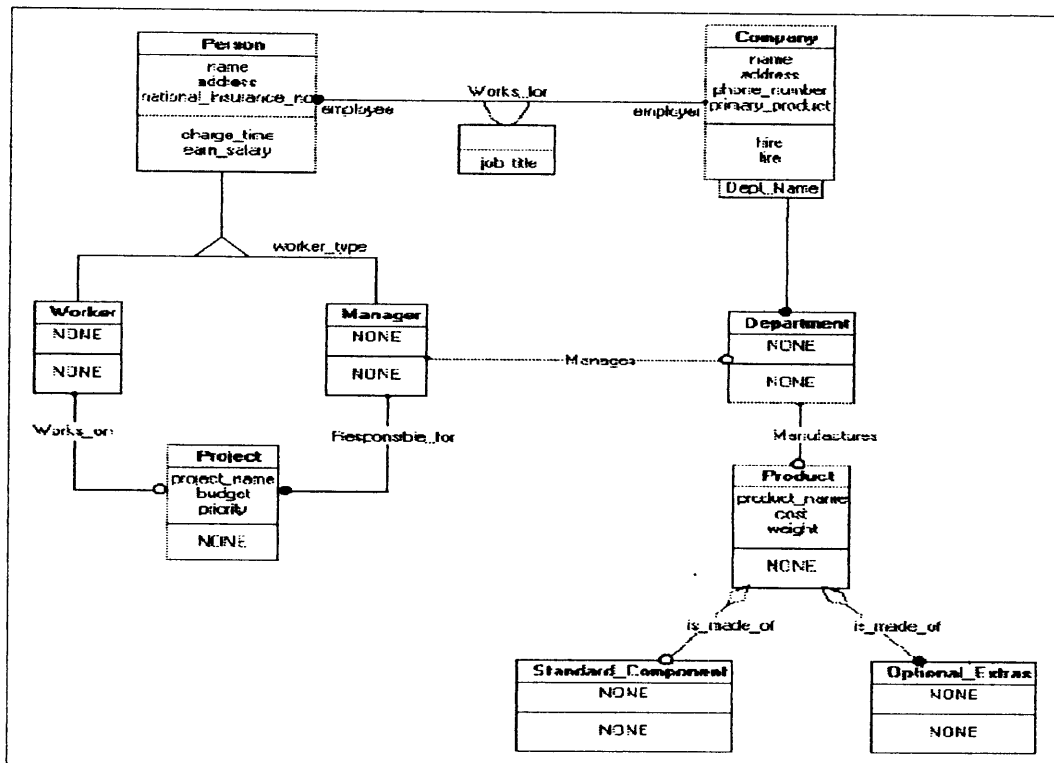 Person
name
address
national_insurance_no
charge_time
earn_salary
employee
Works_for
employer
job_title
Company
name
address
phone_number
primary_product
hire
fire
Dept_Name
worker_type
Worker
NONE
NONE
Manager
NONE
NONE
Manages
Department
NONE
NONE
Works_on
Responsible_for
Manufactures
Project
project_name
budget
priority
NONE
Product
product_name
cost
weight
NONE
is_made_of
is_made_of
Standard_Component
NONE
NONE
Optional_Extras
NONE
NONE